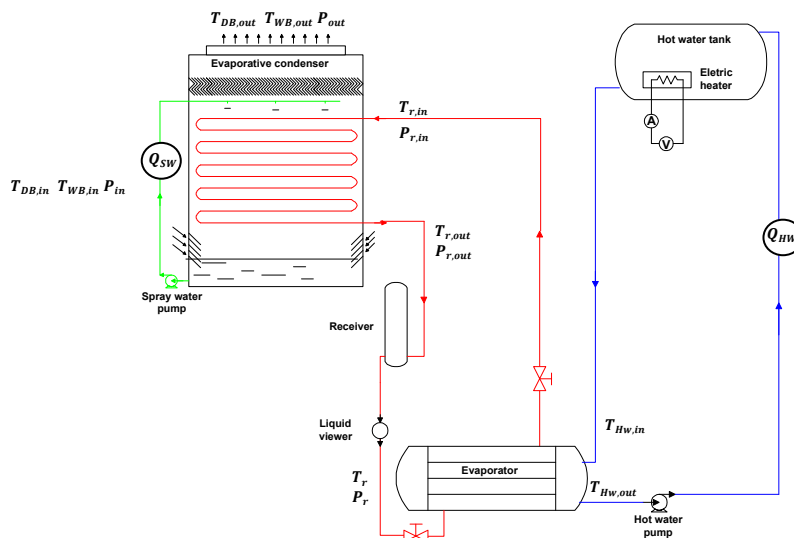 T_DB,out T_WB,out P_out
Evaporative condenser
Hot water tank
Eletric
heater
A
V
T_r,in
P_r,in
Q_SW
T_DB,in T_WB,in P_in
T_r,out
P_r,out
Q_HW
Spray water
pump
Receiver
Liquid
viewer
T_Hw,in
Evaporator
T_r
P_r
T_Hw,out
Hot water
pump